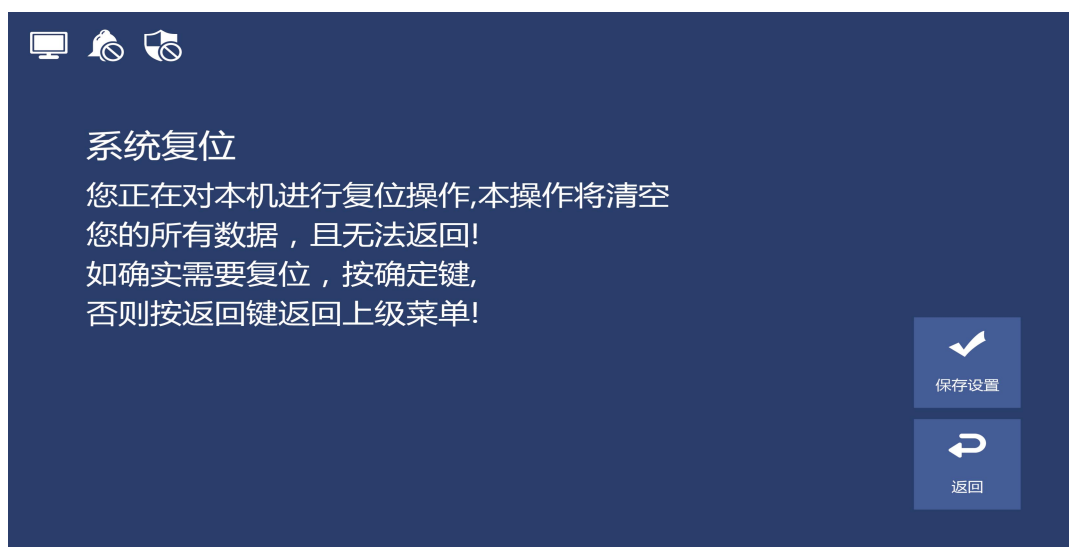 系统复位
您正在对本机进行复位操作,本操作将清空
您的所有数据，且无法返回!
如确实需要复位，按确定键,
否则按返回键返回上级菜单!
保存设置
返回